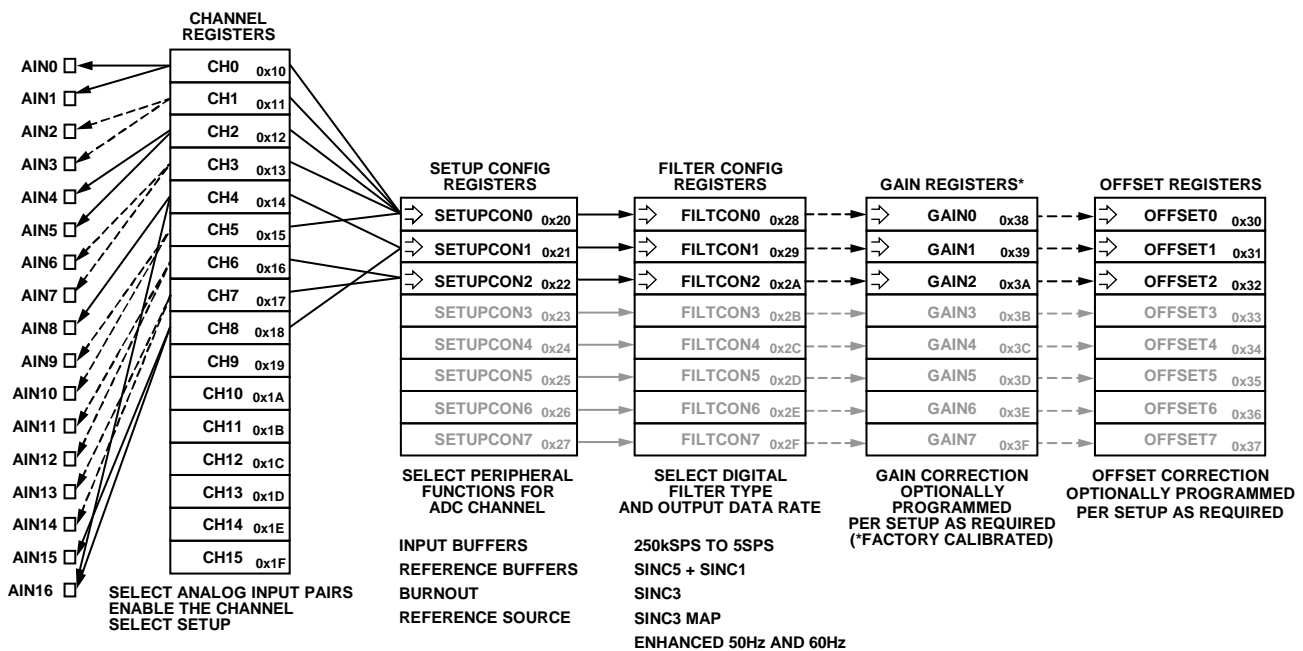 CHANNEL
REGISTERS
AIN0
AIN1
AIN2
AIN3
AIN4
AIN5
AIN6
AIN7
AIN8
AIN9
AIN10
AIN11
AIN12
AIN13
AIN14
AIN15
AIN16
CH0 0x10
CH1 0x11
CH2 0x12
CH3 0x13
CH4 0x14
CH5 0x15
CH6 0x16
CH7 0x17
CH8 0x18
CH9 0x19
CH10 0x1A
CH11 0x1B
CH12 0x1C
CH13 0x1D
CH14 0x1E
CH15 0x1F
SELECT ANALOG INPUT PAIRS
ENABLE THE CHANNEL
SELECT SETUP
SETUP CONFIG
REGISTERS
SETUPCON0 0x20
SETUPCON1 0x21
SETUPCON2 0x22
SETUPCON3 0x23
SETUPCON4 0x24
SETUPCON5 0x25
SETUPCON6 0x26
SETUPCON7 0x27
SELECT PERIPHERAL
FUNCTIONS FOR
ADC CHANNEL
INPUT BUFFERS
REFERENCE BUFFERS
BURNOUT
REFERENCE SOURCE
FILTER CONFIG
REGISTERS
FILTCON0 0x28
FILTCON1 0x29
FILTCON2 0x2A
FILTCON3 0x2B
FILTCON4 0x2C
FILTCON5 0x2D
FILTCON6 0x2E
FILTCON7 0x2F
SELECT DIGITAL
FILTER TYPE
AND OUTPUT DATA RATE
250kSPS TO 5SPS
SINC5 + SINC1
SINC3
SINC3 MAP
ENHANCED 50Hz AND 60Hz
GAIN REGISTERS*
GAIN0 0x38
GAIN1 0x39
GAIN2 0x3A
GAIN3 0x3B
GAIN4 0x3C
GAIN5 0x3D
GAIN6 0x3E
GAIN7 0x3F
GAIN CORRECTION
OPTIONALLY
PROGRAMMED
PER SETUP AS REQUIRED
(*FACTORY CALIBRATED)
OFFSET REGISTERS
OFFSET0 0x30
OFFSET1 0x31
OFFSET2 0x32
OFFSET3 0x33
OFFSET4 0x34
OFFSET5 0x35
OFFSET6 0x36
OFFSET7 0x37
OFFSET CORRECTION
OPTIONALLY PROGRAMMED
PER SETUP AS REQUIRED